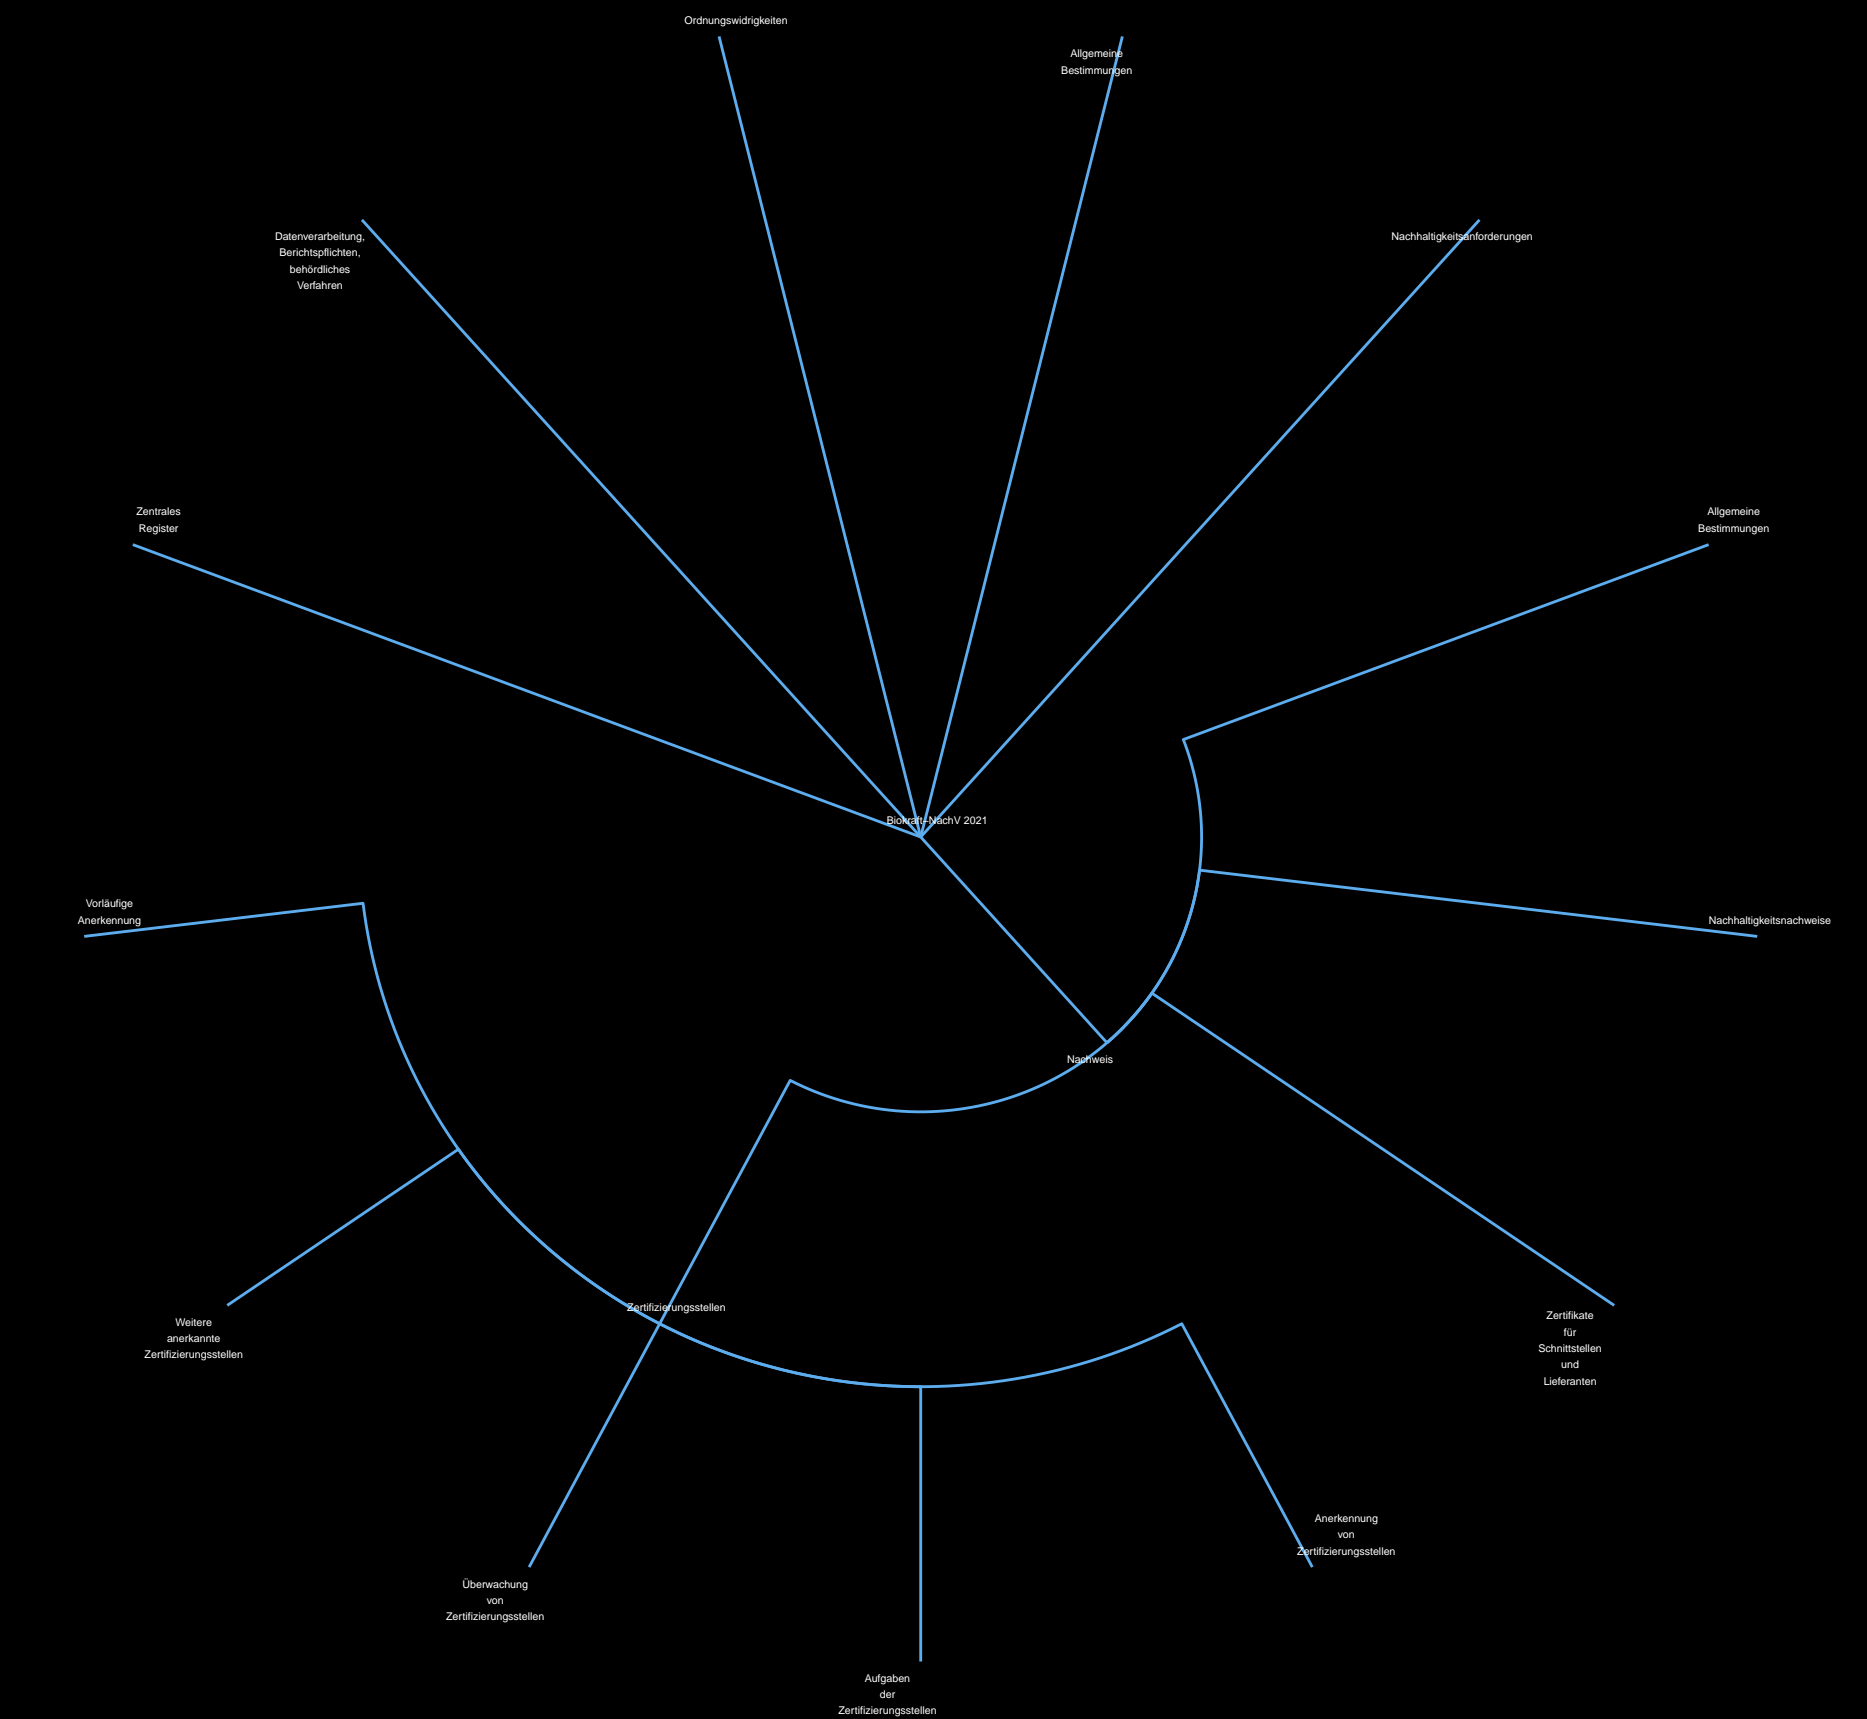 Ordnungswidrigkeiten
Allgemeine
Bestimmungen
Datenverarbeitung,
Berichtspflichten,
behördliches
Verfahren
Nachhaltigkeitsanforderungen
Zentrales
Register
Allgemeine
Bestimmungen
Biokraft−NachV 2021
Vorläufige
Anerkennung
Nachhaltigkeitsnachweise
Nachweis
Zertifizierungsstellen
Weitere
anerkannte
Zertifizierungsstellen
Zertifikate
für
Schnittstellen
und
Lieferanten
Anerkennung
von
Zertifizierungsstellen
Überwachung
von
Zertifizierungsstellen
Aufgaben
der
Zertifizierungsstellen